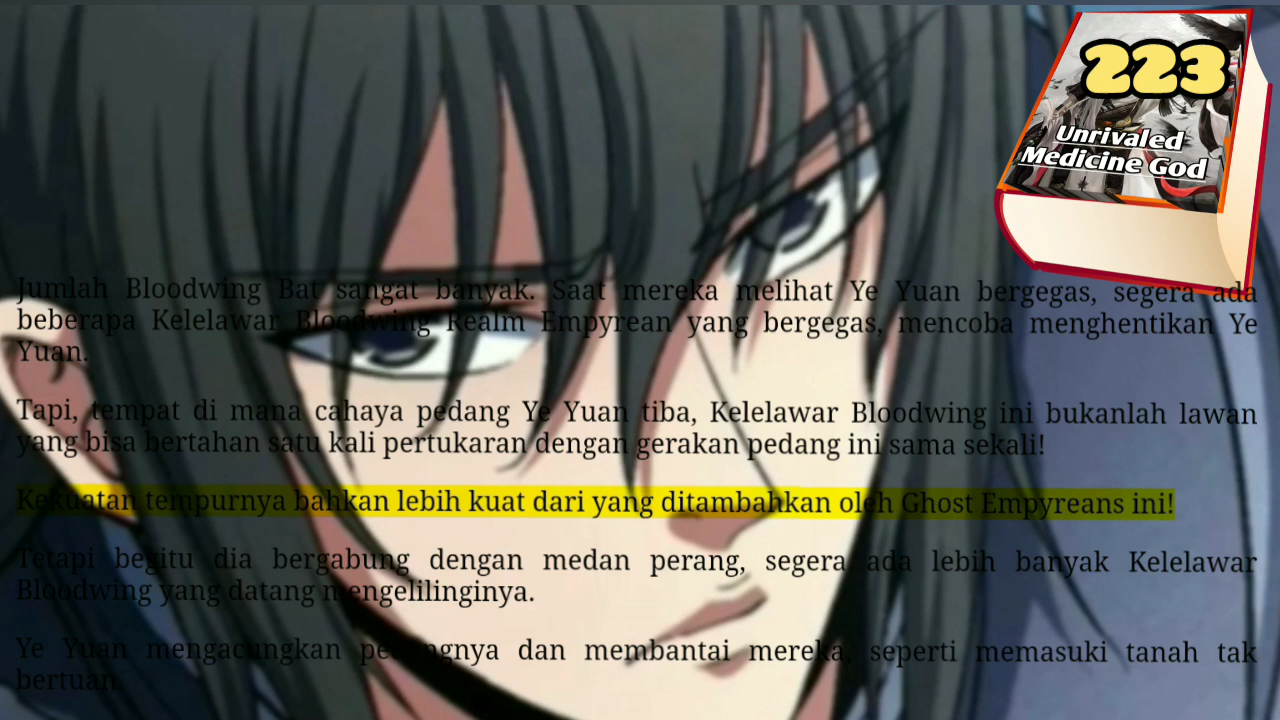 223
Unrivaled
Medicine God
Jumlah Bloodwing Bat sangat banyak. Saat mereka melihat Ye Yuan bergegas, segera ada
beberapa Kelelawar Bloodwing Realm Empyrean yang bergegas, mencoba menghentikan Ye
Yuan.
Tapi, tempat di mana cahaya pedang Ye Yuan tiba, Kelelawar Bloodwing ini bukanlah lawan
yang bisa bertahan satu kali pertukaran dengan gerakan pedang ini sama sekali!
Kekuatan tempurnya bahkan lebih kuat dari yang ditambahkan oleh Ghost Empyreans ini!
Tetapi begitu dia bergabung dengan medan perang, segera ada lebih banyak Kelelawar
Bloodwing yang datang mengelilinginya.
Ye Yuan mengacungkan pedangnya dan membantai mereka, seperti memasuki tanah tak
bertuan.